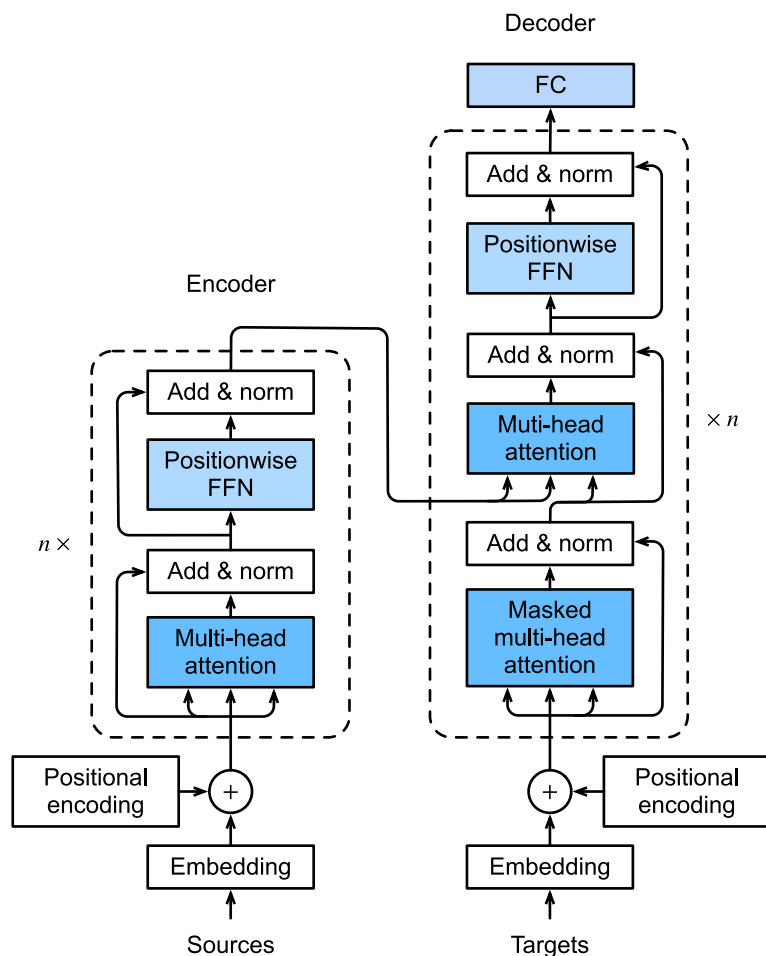 Decoder
FC
Add & norm
Positionwise
FFN
Add & norm
Muti-head
attention
× n
Add & norm
Masked
multi-head
attention
Positional
encoding
+
Embedding
Targets
Encoder
Add & norm
Positionwise
FFN
n ×
Add & norm
Multi-head
attention
Positional
encoding
+
Embedding
Sources